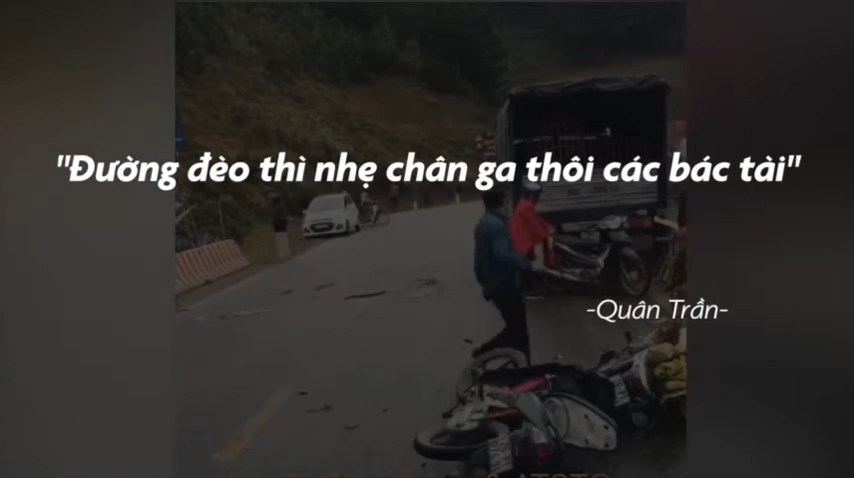 "Đường đèo thì nhẹ chân ga thôi các bác tài"
-Quân Trần-